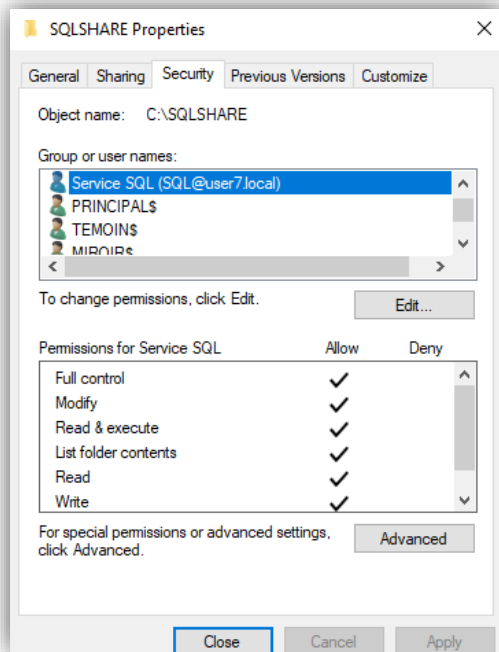 SQLSHARE Properties
General Sharing Security Previous Versions Customize
Object name: C:\SQLSHARE
Group or user names:
Service SQL (SQL@user7.local)
PRINCIPAL$
TEMOIN$
MIROIR$
To change permissions, click Edit.
Edit...
Permissions for Service SQL Allow Deny
Full control
Modify
Read & execute
List folder contents
Read
Write
For special permissions or advanced settings,
click Advanced.
Advanced
Close Cancel Apply